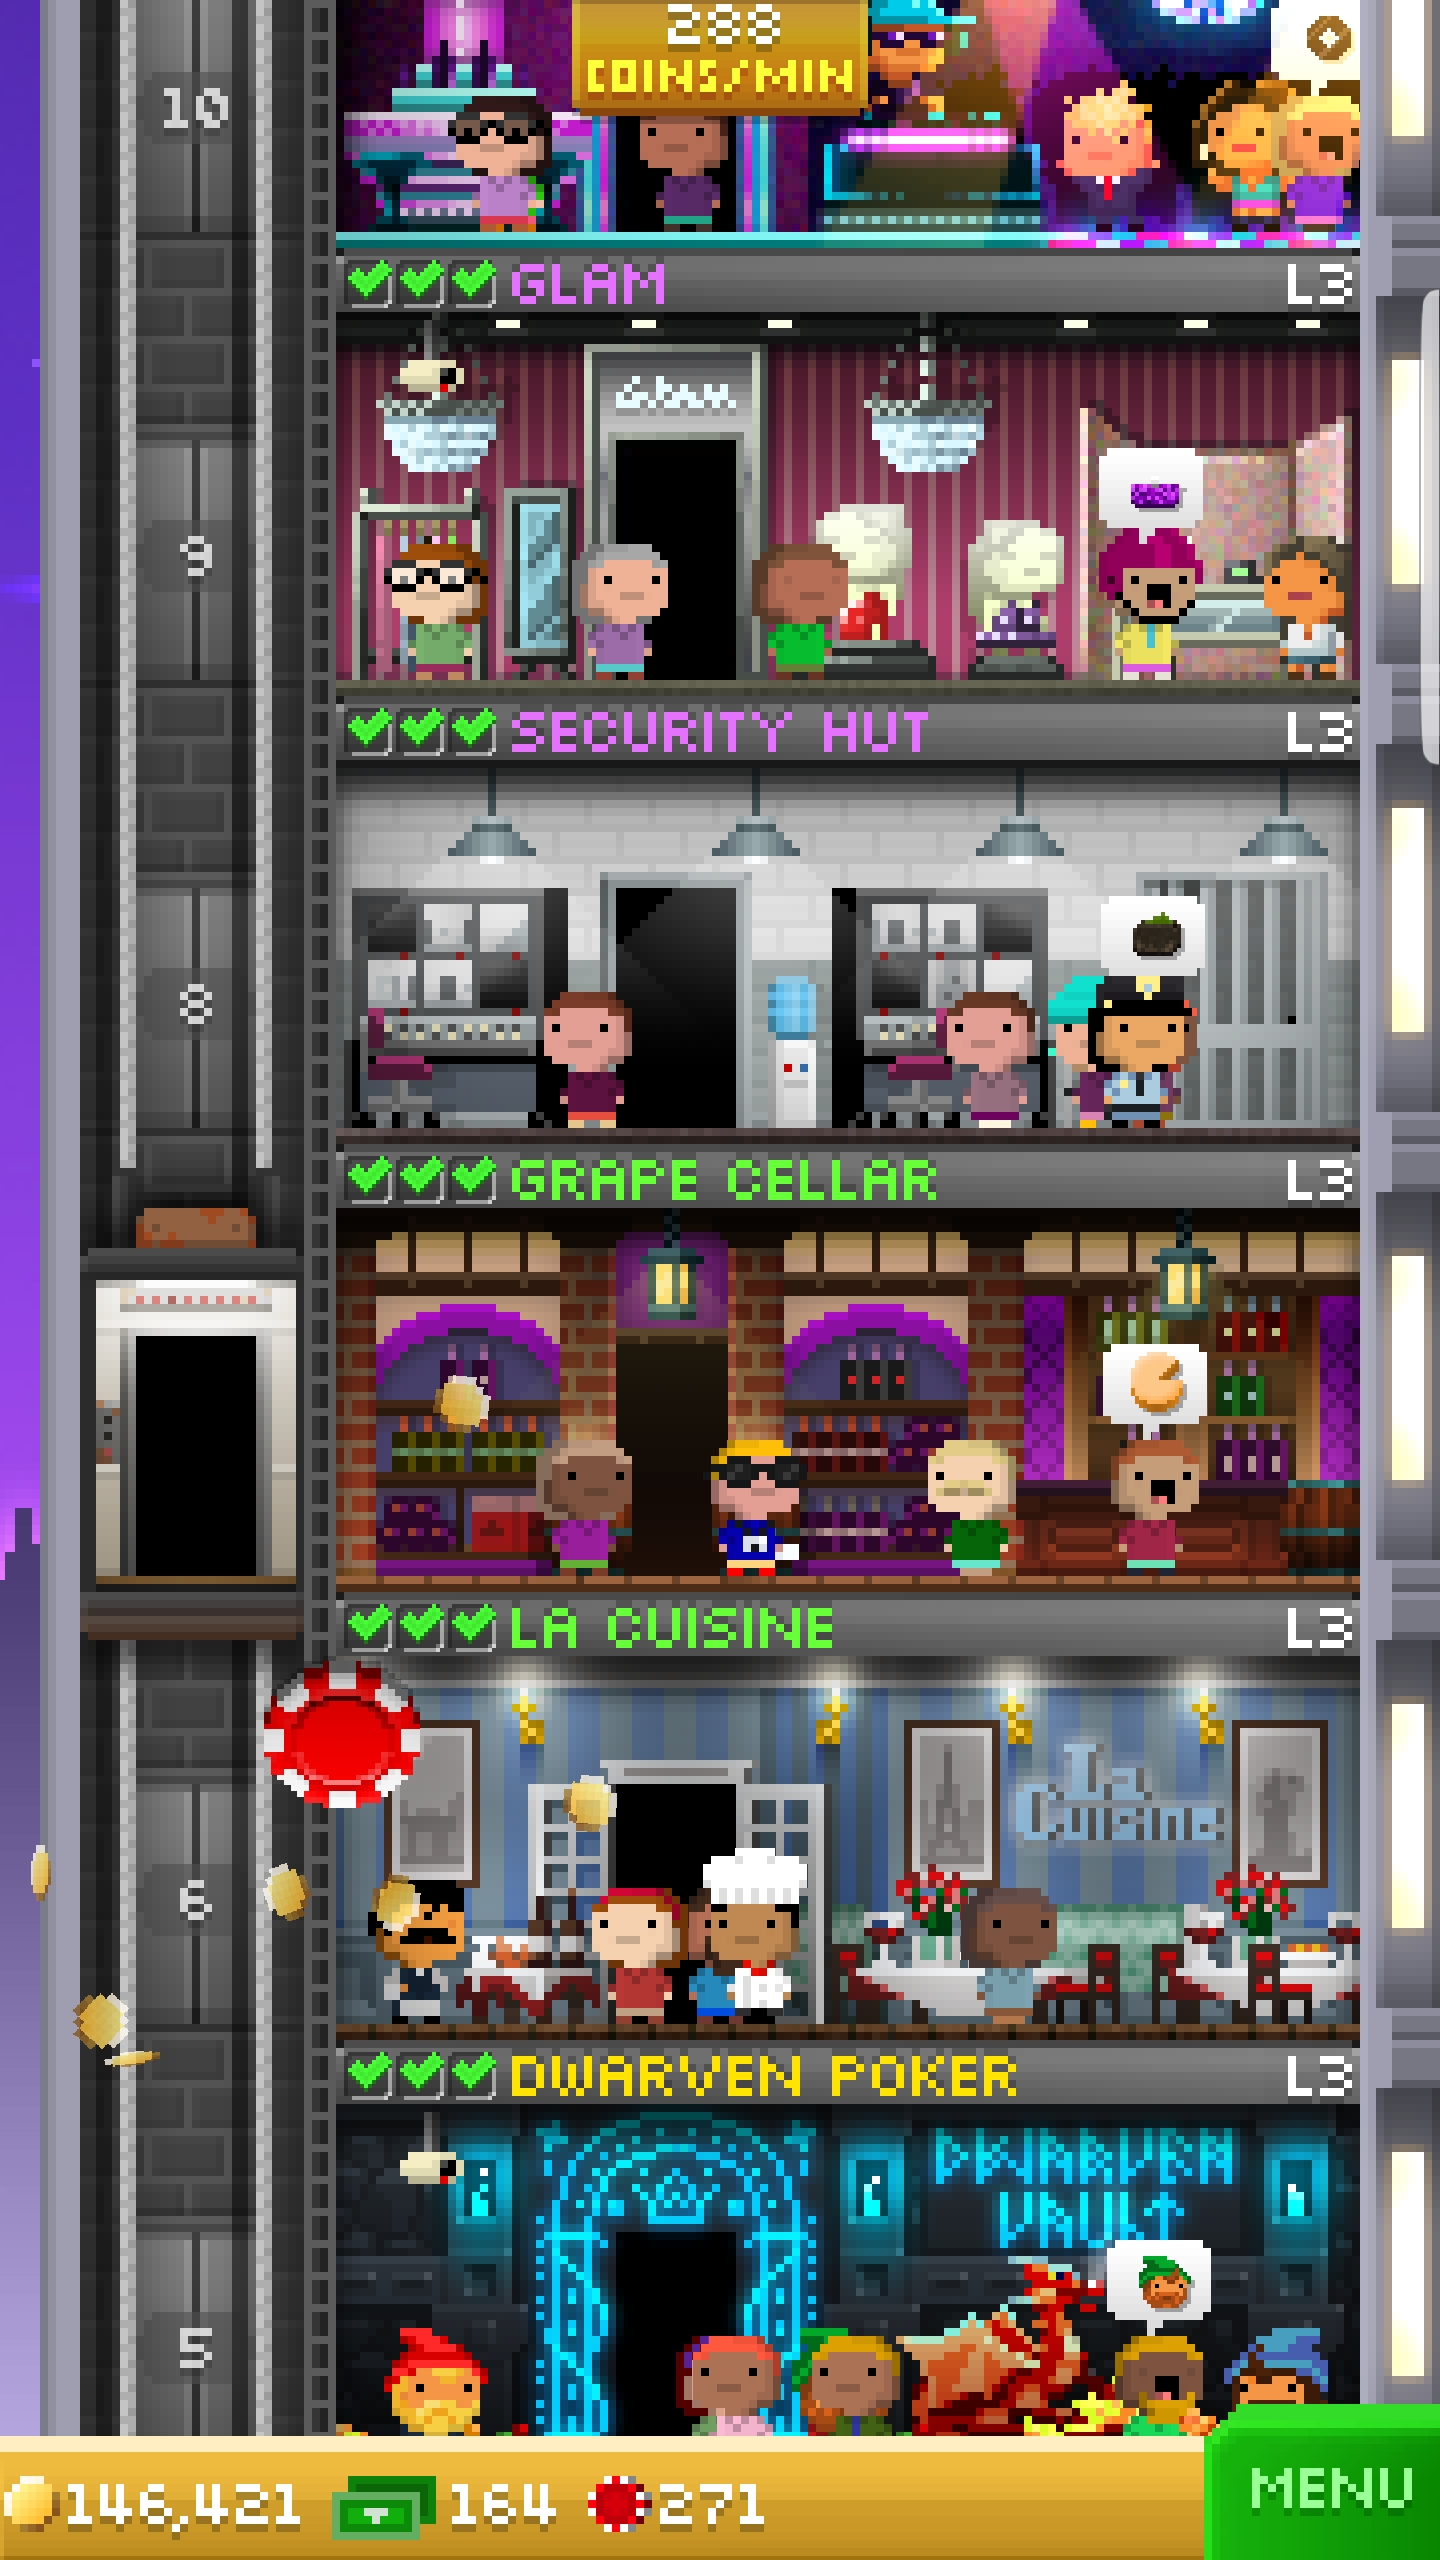 288
COINS/MIN
10
GLAM L3
Glam
9
SECURITY HUT L3
8
GRAPE CELLAR L3
LA CUISINE L3
La
Cuisine
6
DWARVEN POKER L3
DWARVEN
VAULT
5
146,421 164 271
MENU